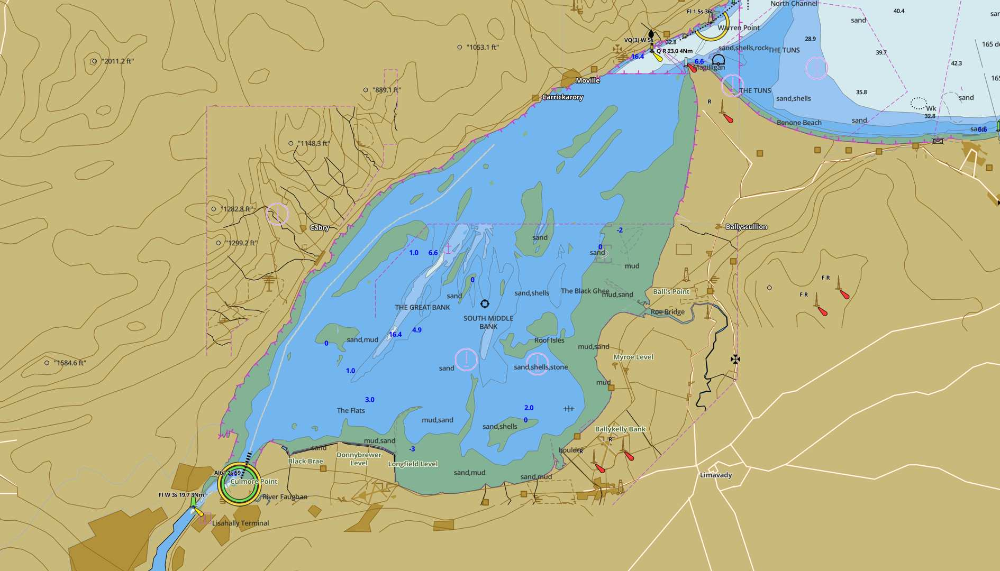 North Channel
40.4
Fl 1.5s 36
sand
Warren Point
28.9
VQ(3) W 5s
32.8
sand,shells,rock
THE TUNS
39.7
"1053.1 ft"
16.4
Q R 23.0 4Nm
6.6
Magilligan
42.3
"2011.2 ft"
Moville
"889.1 ft"
THE TUNS
35.8
Carrickarory
R
sand,shells
sand
Wk
32.8
sand
Benone Beach
6.6
"1148.3 ft"
"1282.8 ft"
Cabry
-2
Ballyscullion
"1299.2 ft"
sand
0
1.0
6.6
sand
mud
0
F R
sand
sand,shells
The Black Ghee
mud,sand
Ball's Point
F R
THE GREAT BANK
Roe Bridge
SOUTH MIDDLE
BANK
16.4
4.9
0
sand,mud
Roof Isles
mud,sand
Myroe Level
"1584.6 ft"
1.0
sand
sand,shells,stone
mud
3.0
The Flats
2.0
mud,sand
0
sand,shells
Ballykelly Bank
mud,sand
R
sand
-3
R
Donnybrewer
Level
Black Brae
Longfield Level
sand,mud
sand,mud
Limavady
Culmore Point
Fl W 3s 19.7 3Nm
River Faughan
Lisahally Terminal